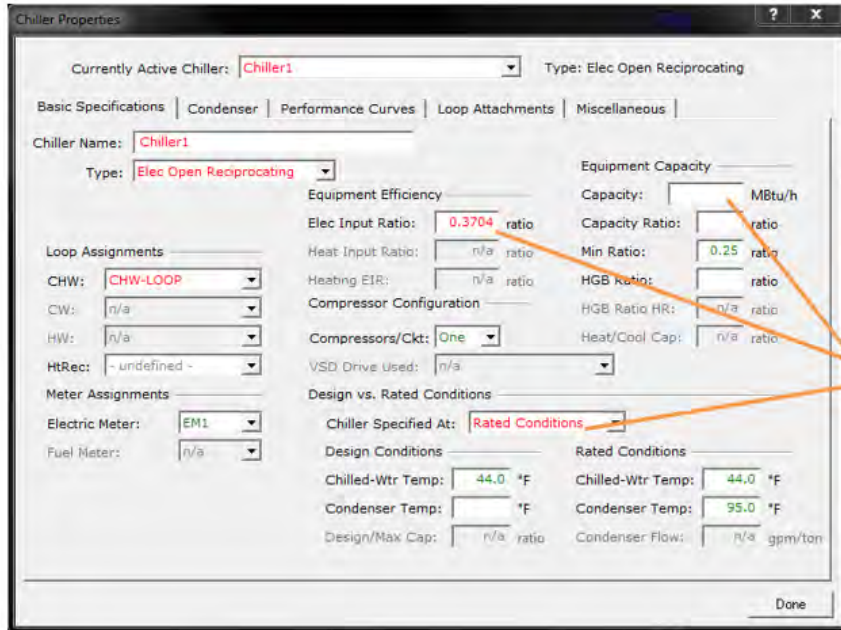 Chiller Properties ? X
Currently Active Chiller: Chiller1 Type: Elec Open Reciprocating
Basic Specifications Condenser Performance Curves Loop Attachments Miscellaneous
Chiller Name: Chiller1
Type: Elec Open Reciprocating
Equipment Efficiency
Elec Input Ratio: 0.3704 ratio
Heat Input Ratio: n/a ratio
Heating EIR: n/a ratio
Equipment Capacity
Capacity: MBtu/h
Capacity Ratio: ratio
Min Ratio: 0.25 ratio
HGB Ratio: ratio
HGB Ratio HR: n/a ratio
Heat/Cool Cap: n/a ratio
Loop Assignments
CHW: CHW-LOOP
CW: n/a
HW: n/a
HtRec: - undefined -
Compressor Configuration
Compressors/Ckt: One
VSD Drive Used: n/a
Meter Assignments
Electric Meter: EM1
Fuel Meter: n/a
Design vs. Rated Conditions
Chiller Specified At: Rated Conditions
Design Conditions
Chilled-Wtr Temp: 44.0 °F
Condenser Temp: °F
Design/Max Cap: n/a ratio
Rated Conditions
Chilled-Wtr Temp: 44.0 °F
Condenser Temp: 95.0 °F
Condenser Flow: n/a gpm/ton
Done